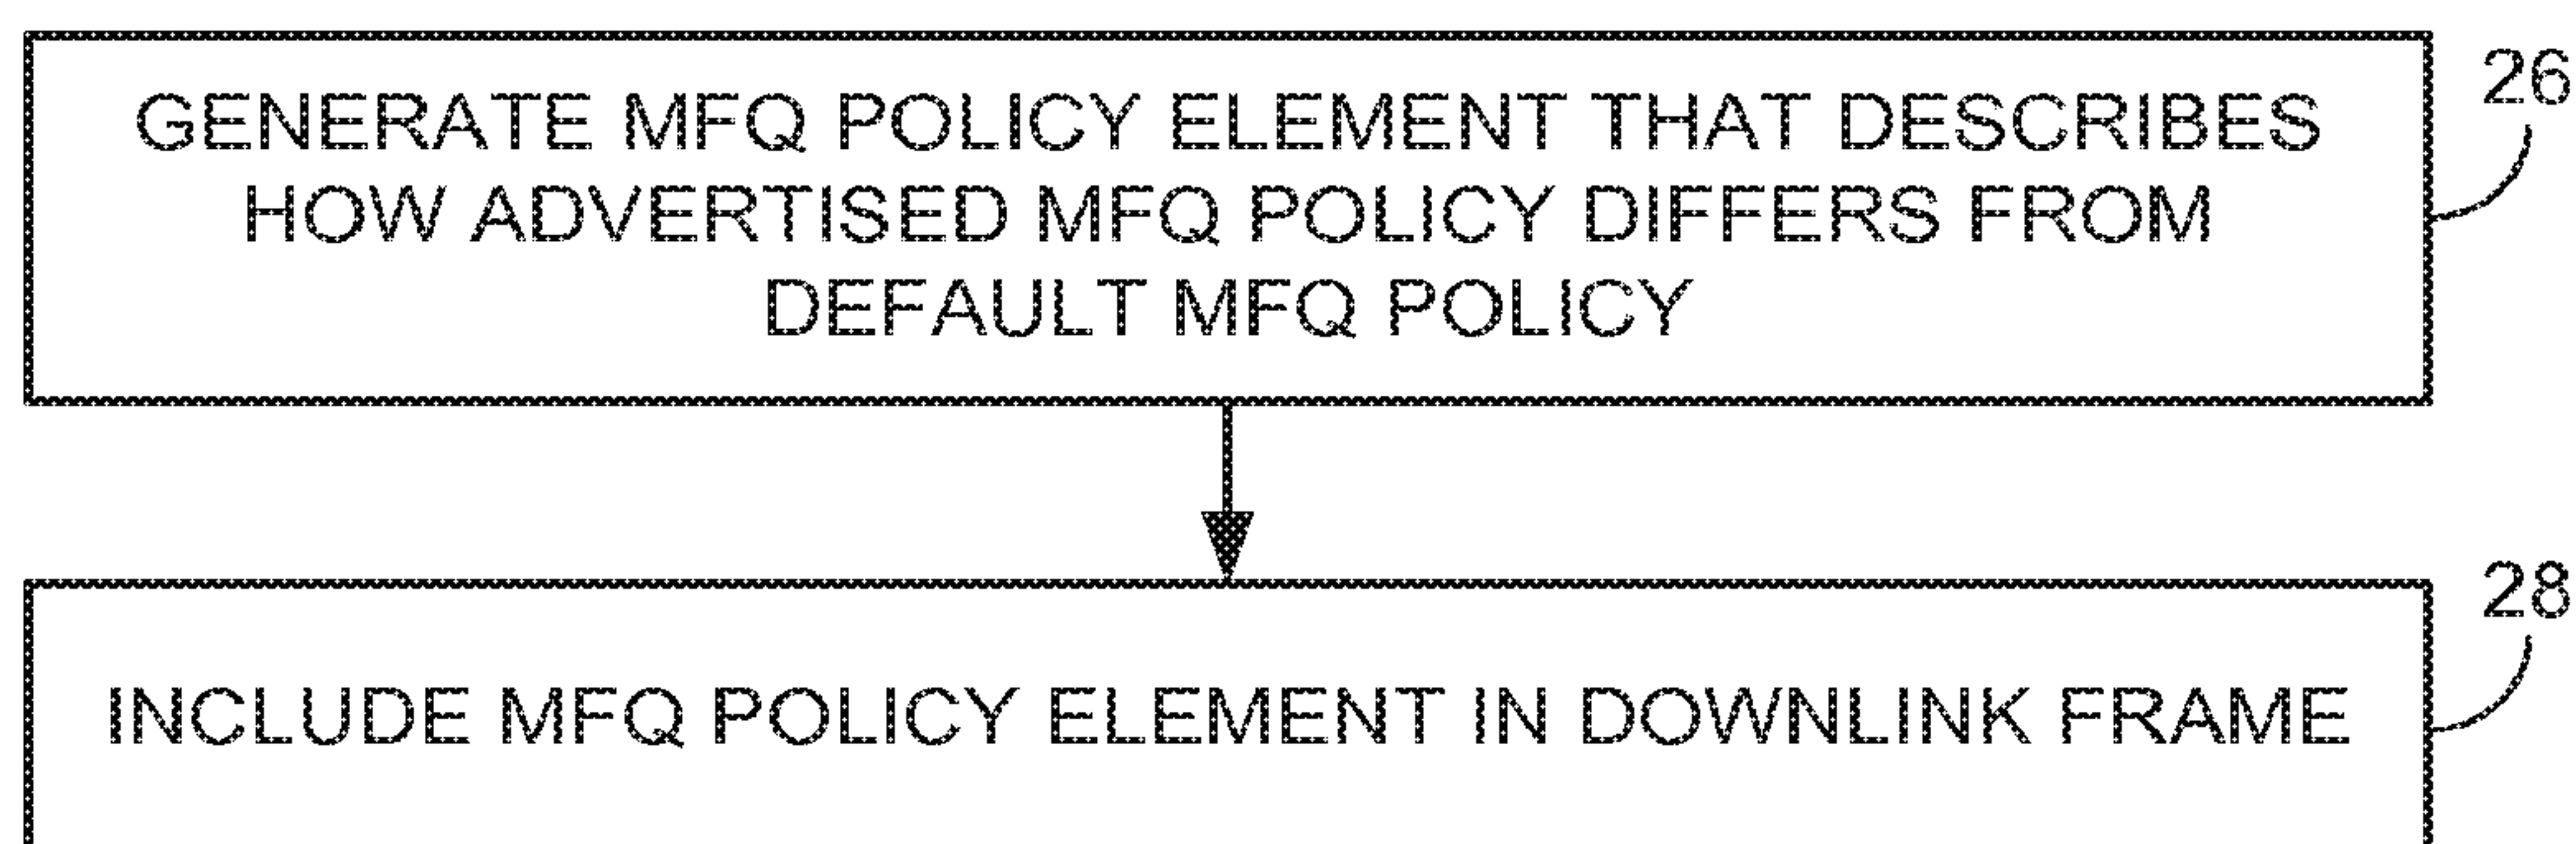 GENERATE MFQ POLICY ELEMENT THAT DESCRIBES
HOW ADVERTISED MFQ POLICY DIFFERS FROM
DEFAULT MFQ POLICY
26
INCLUDE MFQ POLICY ELEMENT IN DOWNLINK FRAME
28